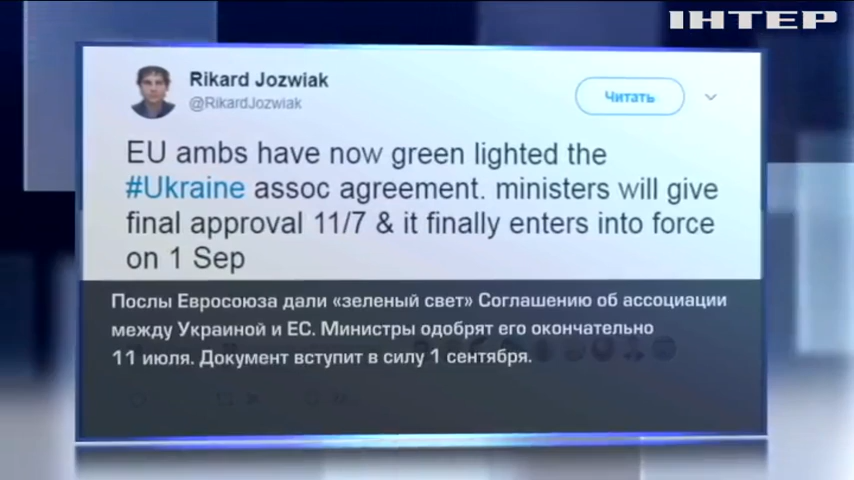 ІНТЕР
Rikard Jozwiak
@RikardJozwiak
Читать
EU ambs have now green lighted the
#Ukraine assoc agreement. ministers will give
final approval 11/7 & it finally enters into force
on 1 Sep
Послы Евросоюза дали «зеленый свет» Соглашению об ассоциации
между Украиной и ЕС. Министры одобрят его окончательно
11 июля. Документ вступит в силу 1 сентября.